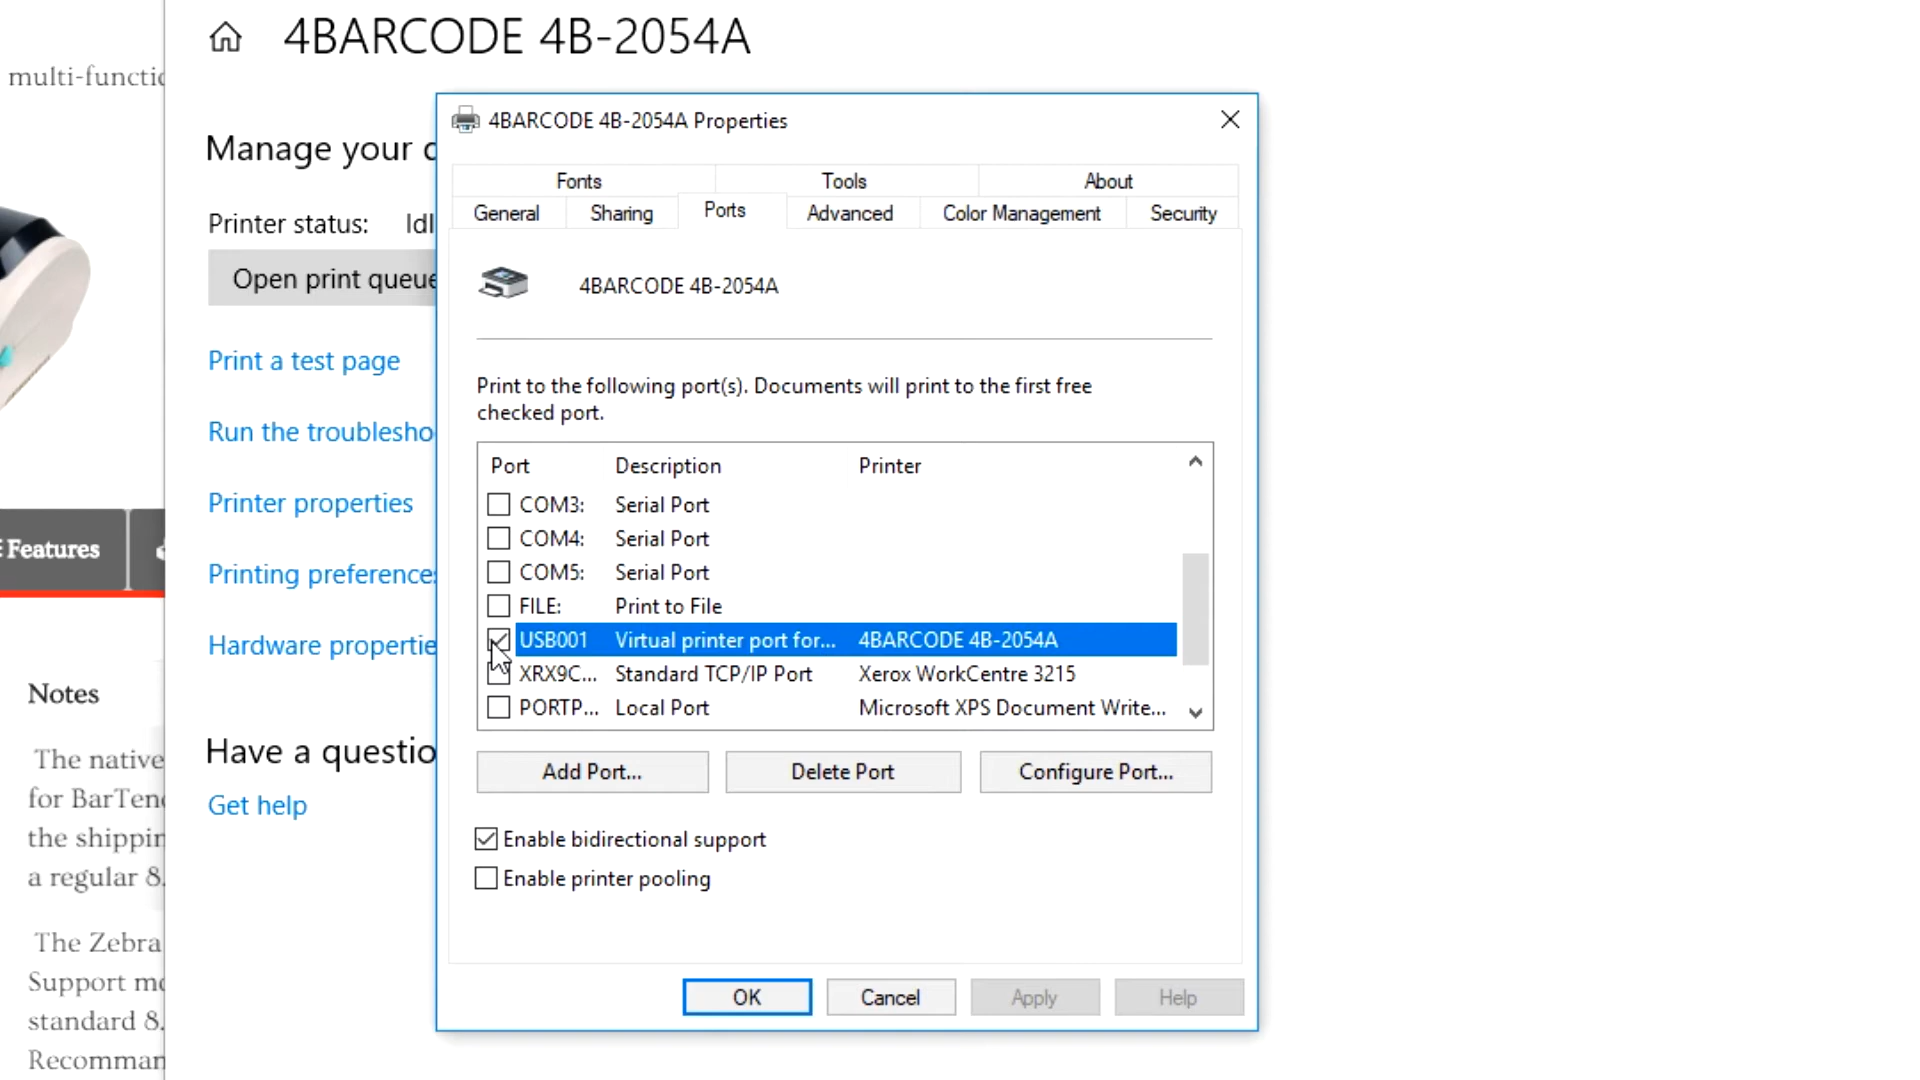 4BARCODE 4B-2054A
multi-functio
Manage your d
Printer status: Idl
Open print queue
Print a test page
Run the troublesho
Printer properties
Printing preferences
Hardware propertie
Have a questio
Get help
Features
Notes
The native
for BarTend
the shippin
a regular 8.
The Zebra
Support mo
standard 8.
Recomman
4BARCODE 4B-2054A Properties
Fonts Tools About
General Sharing Ports Advanced Color Management Security
4BARCODE 4B-2054A
Print to the following port(s). Documents will print to the first free
checked port.
Port Description Printer
COM3: Serial Port
COM4: Serial Port
COM5: Serial Port
FILE: Print to File
USB001 Virtual printer port for... 4BARCODE 4B-2054A
XRX9C... Standard TCP/IP Port Xerox WorkCentre 3215
PORTP... Local Port Microsoft XPS Document Write...
Add Port... Delete Port Configure Port...
Enable bidirectional support
Enable printer pooling
OK Cancel Apply Help